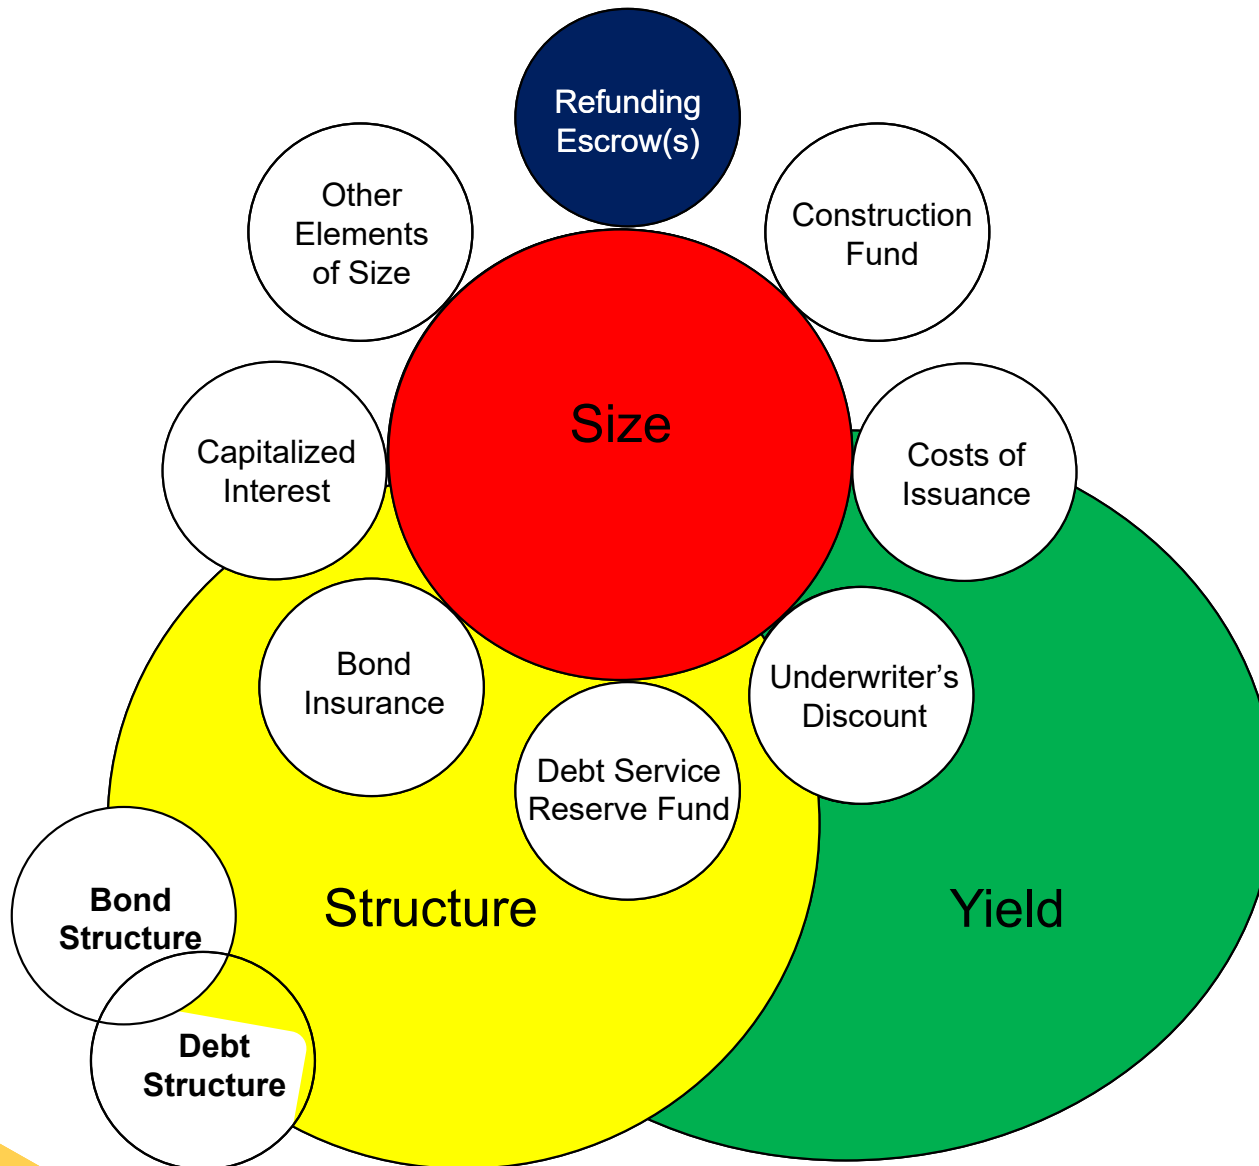 Refunding
Escrow(s)
Other
Elements
of Size
Construction
Fund
Size
Capitalized
Interest
Costs of
Issuance
Bond
Insurance
Underwriter’s
Discount
Debt Service
Reserve Fund
Bond
Structure
Structure
Yield
Debt
Structure